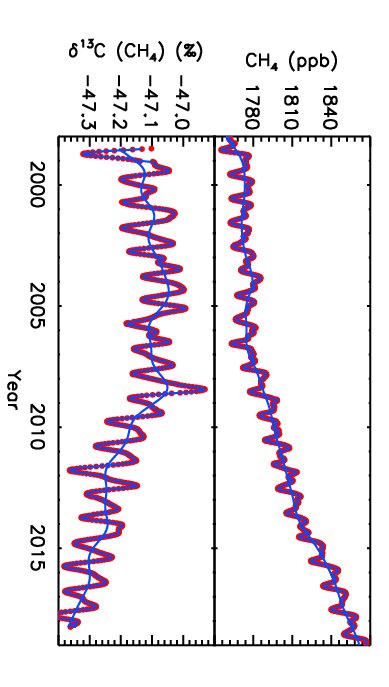 CH₄ (ppb)
1780 1810 1840
δ¹³C (CH₄) (‰)
-47.3 -47.2 -47.1 -47.0
2000 2005 2010 2015
Year